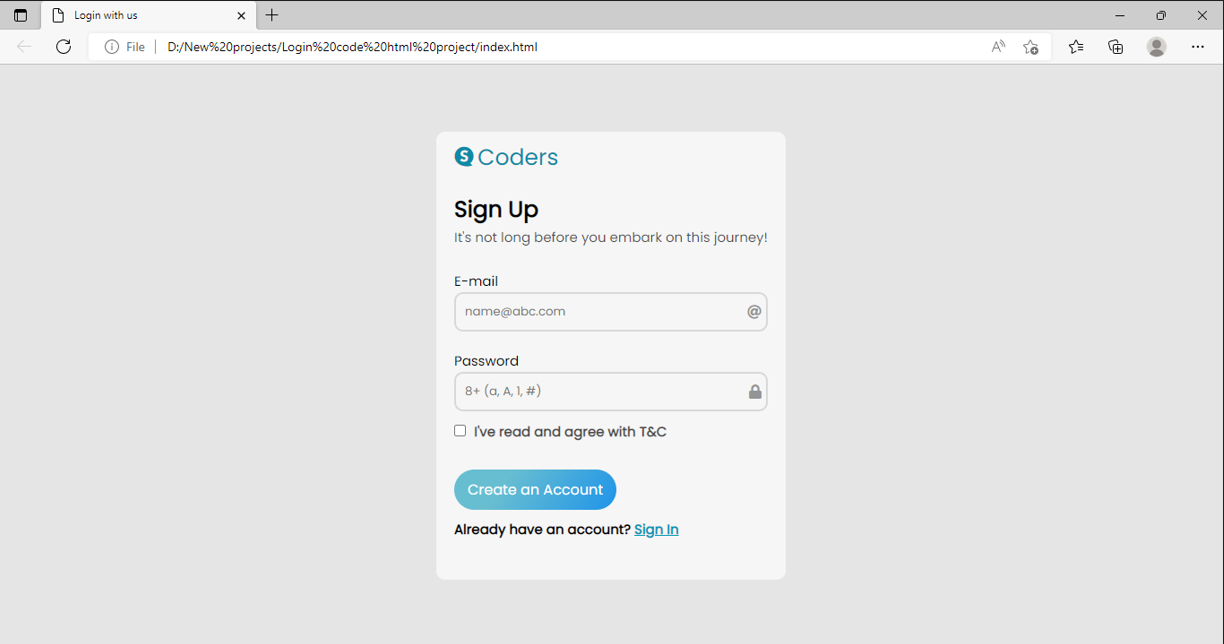 Login with us
File
D:/New%20projects/Login%20code%20html%20project/index.html
S Coders
Sign Up
It's not long before you embark on this journey!
E-mail
name@abc.com @
Password
8+ (a, A, 1, #)
I've read and agree with T&C
Create an Account
Already have an account? Sign In